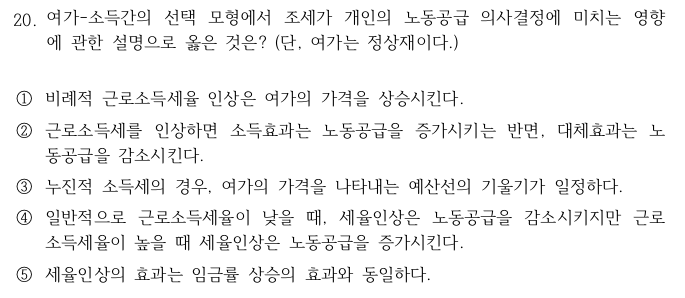 20. 여가-소득간의 선택 모형에서 조세가 개인의 노동공급 의사결정에 미치는 영향
에 관한 설명으로 옳은 것은? (단, 여가는 정상재이다.)
① 비례적 근로소득세율 인상은 여가의 가격을 상승시킨다.
② 근로소득세를 인상하면 소득효과는 노동공급을 증가시키는 반면, 대체효과는 노
동공급을 감소시킨다.
③ 누진적 소득세의 경우, 여가의 가격을 나타내는 예산선의 기울기가 일정하다.
④ 일반적으로 근로소득세율이 낮을 때, 세율인상은 노동공급을 감소시키지만 근로
소득세율이 높을 때 세율인상은 노동공급을 증가시킨다.
⑤ 세율인상의 효과는 임금률 상승의 효과와 동일하다.